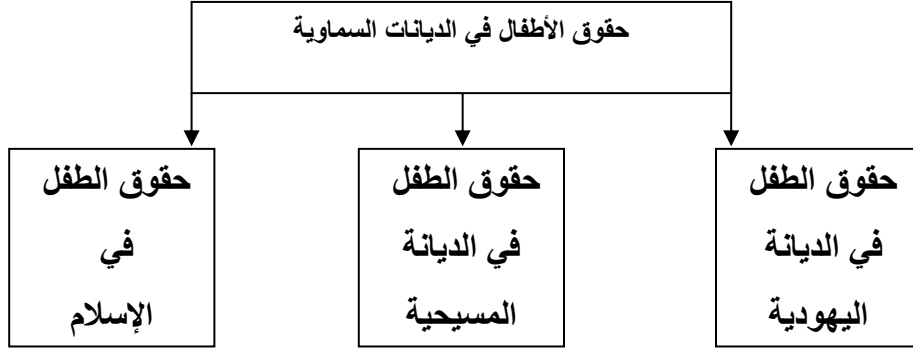 حقوق الأطفال في الديانات السماوية
حقوق الطفل
في الديانة
اليهودية
حقوق الطفل
في الديانة
المسيحية
حقوق الطفل
في
الإسلام